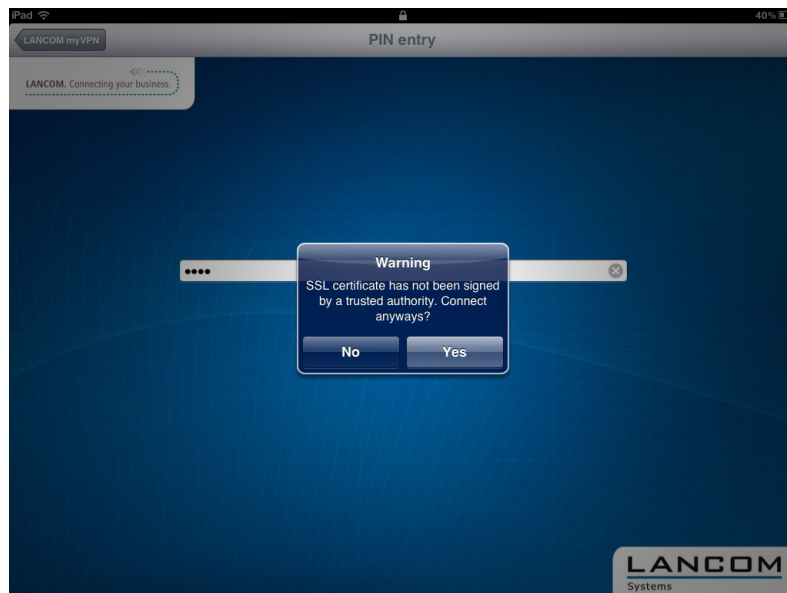 iPad 40%
LANCOM myVPN PIN entry
LANCOM. Connecting your business.
Warning
SSL certificate has not been signed
by a trusted authority. Connect
anyways?
No Yes
LANCOM
Systems